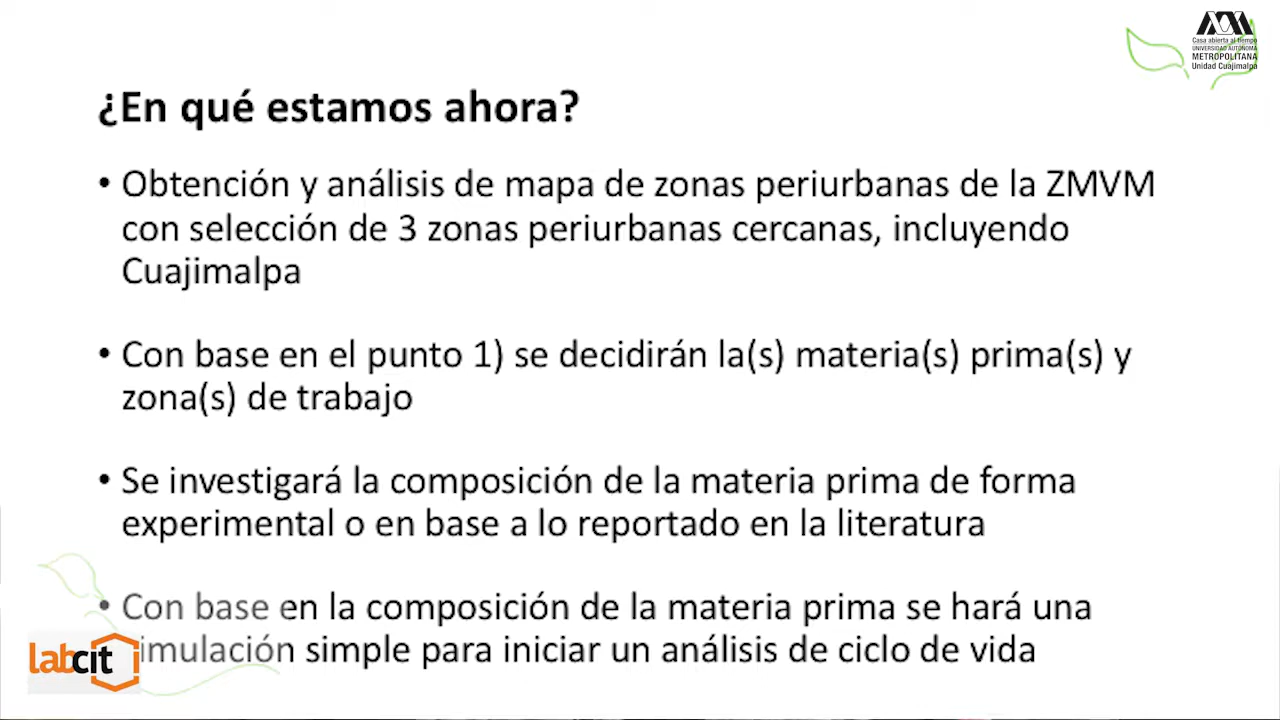 Casa abierta al tiempo
UNIVERSIDAD AUTÓNOMA
METROPOLITANA
Unidad Cuajimalpa
¿En qué estamos ahora?
• Obtención y análisis de mapa de zonas periurbanas de la ZMVM
con selección de 3 zonas periurbanas cercanas, incluyendo
Cuajimalpa
• Con base en el punto 1) se decidirán la(s) materia(s) prima(s) y
zona(s) de trabajo
• Se investigará la composición de la materia prima de forma
experimental o en base a lo reportado en la literatura
• Con base en la composición de la materia prima se hará una
simulación simple para iniciar un análisis de ciclo de vida
labcit